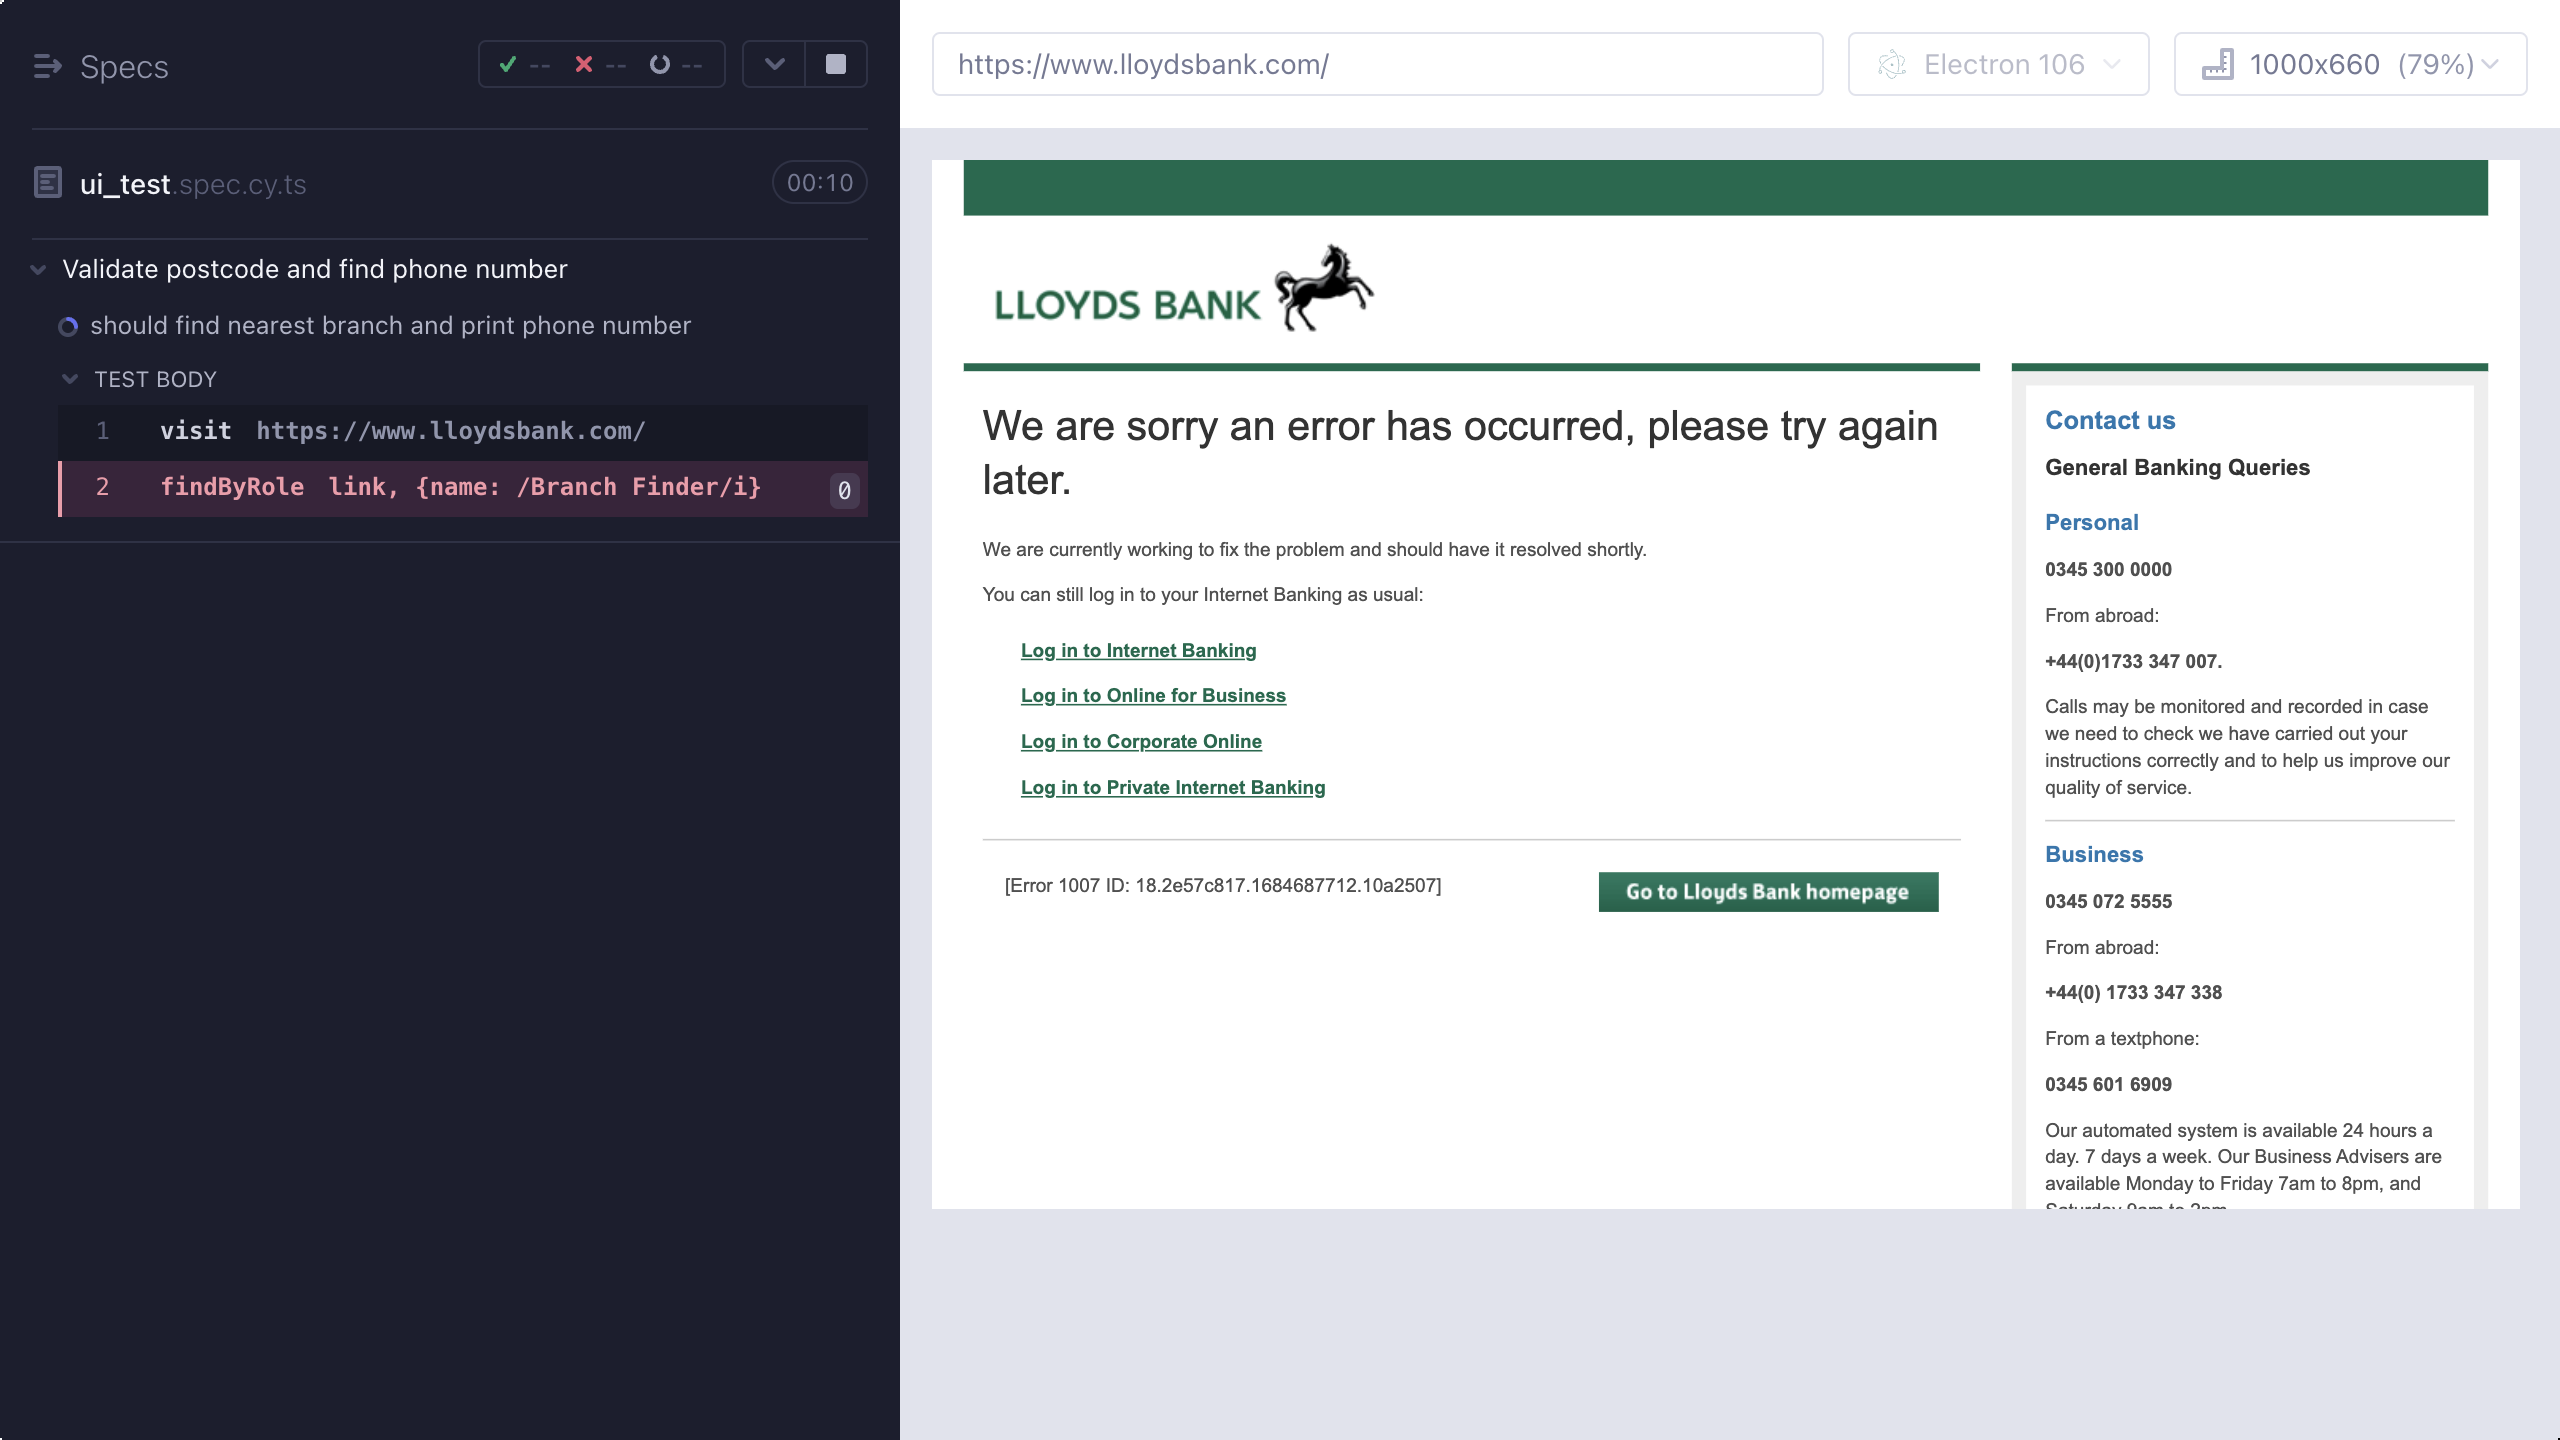 Specs
--
--
--
ui_test.spec.cy.ts
00:10
Validate postcode and find phone number
should find nearest branch and print phone number
TEST BODY
1 visit https://www.lloydsbank.com/
2 findByRole link, {name: /Branch Finder/i} 0
https://www.lloydsbank.com/
Electron 106
1000x660 (79%)
LLOYDS BANK
We are sorry an error has occurred, please try again
later.
We are currently working to fix the problem and should have it resolved shortly.
You can still log in to your Internet Banking as usual:
Log in to Internet Banking
Log in to Online for Business
Log in to Corporate Online
Log in to Private Internet Banking
[Error 1007 ID: 18.2e57c817.1684687712.10a2507]
Go to Lloyds Bank homepage
Contact us
General Banking Queries
Personal
0345 300 0000
From abroad:
+44(0)1733 347 007.
Calls may be monitored and recorded in case
we need to check we have carried out your
instructions correctly and to help us improve our
quality of service.
Business
0345 072 5555
From abroad:
+44(0) 1733 347 338
From a textphone:
0345 601 6909
Our automated system is available 24 hours a
day. 7 days a week. Our Business Advisers are
available Monday to Friday 7am to 8pm, and